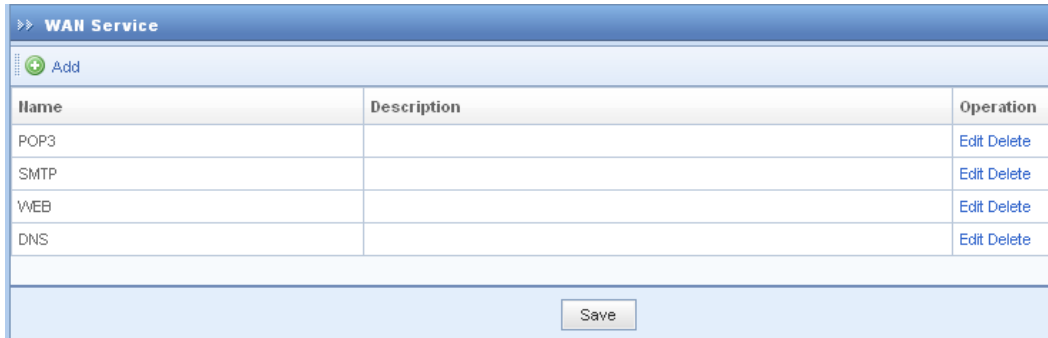 WAN Service
Add
Name Description Operation
POP3 Edit Delete
SMTP Edit Delete
WEB Edit Delete
DNS Edit Delete
Save